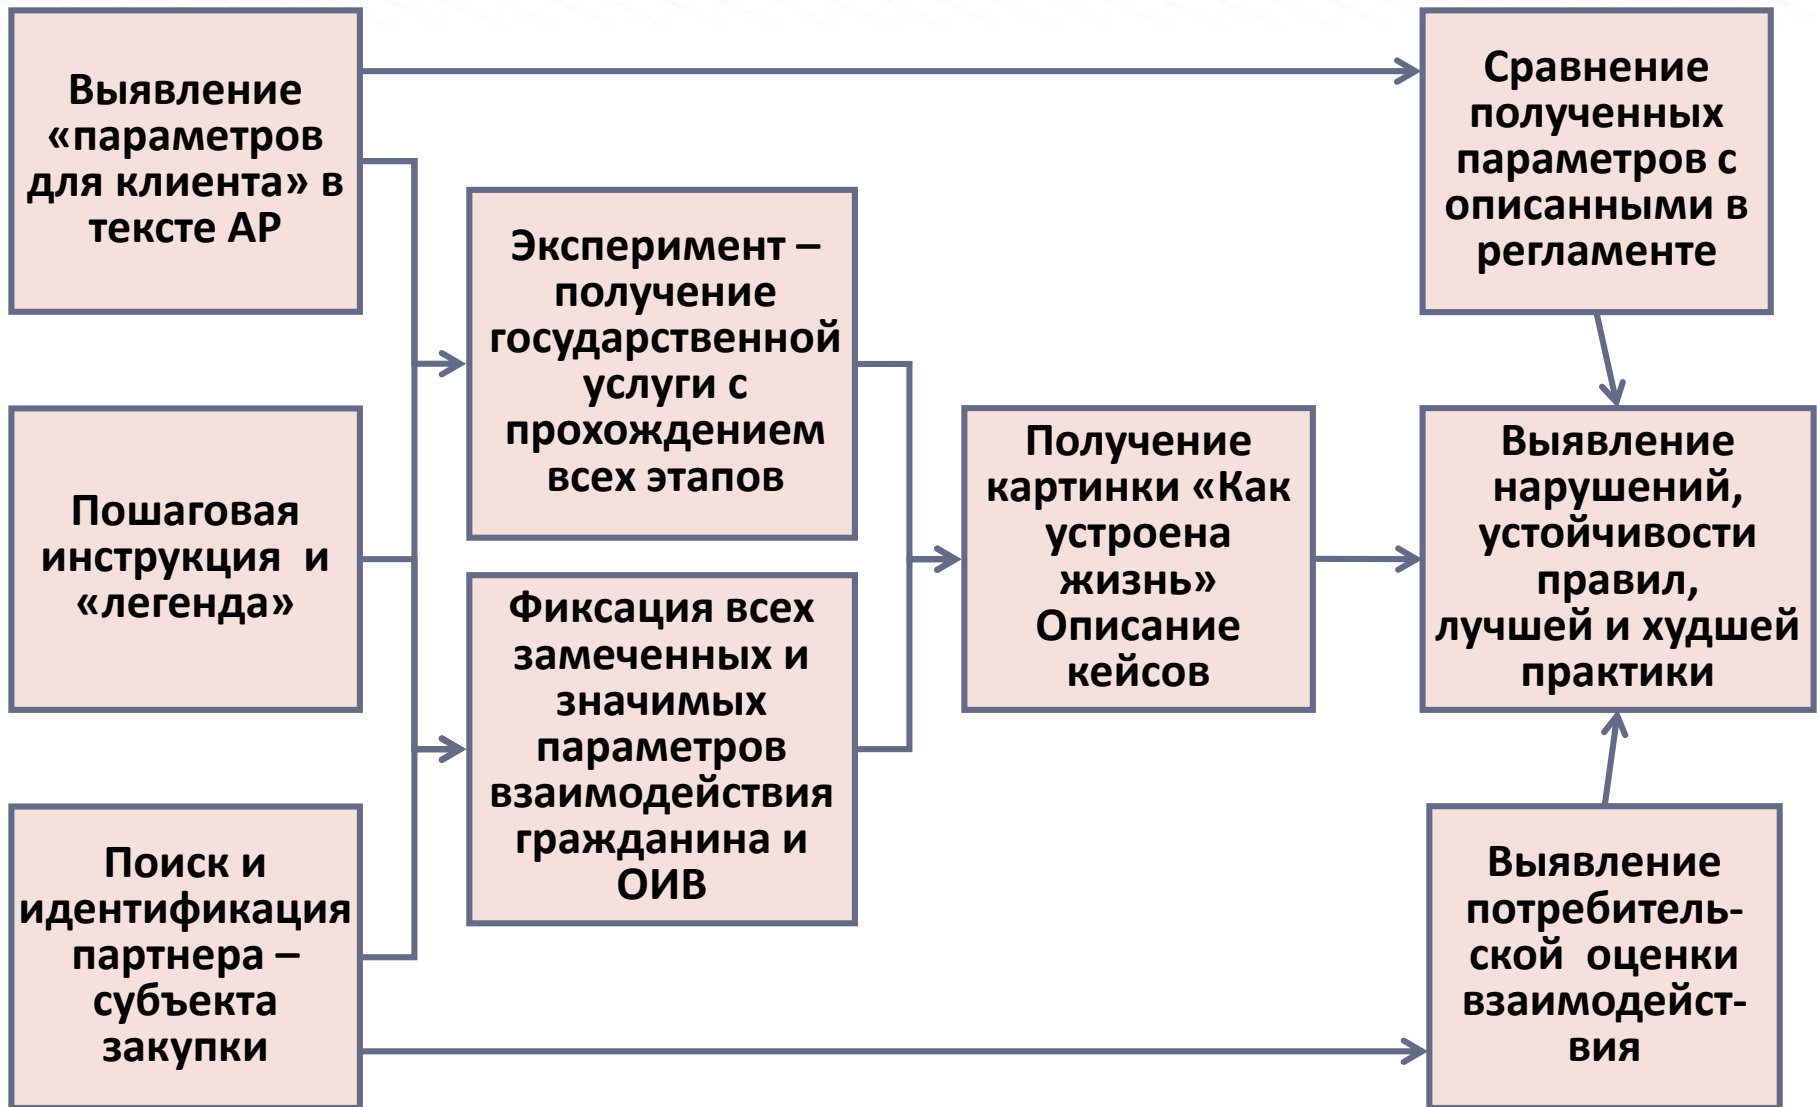 Выявление
«параметров
для клиента» в
тексте АР
Пошаговая
инструкция и
«легенда»
Поиск и
идентификация
партнера –
субъекта
закупки
Эксперимент –
получение
государственной
услуги с
прохождением
всех этапов
Фиксация всех
замеченных и
значимых
параметров
взаимодействия
гражданина и
ОИВ
Получение
картинки «Как
устроена
жизнь»
Описание
кейсов
Сравнение
полученных
параметров с
описанными в
регламенте
Выявление
нарушений,
устойчивости
правил,
лучшей и худшей
практики
Выявление
потребитель-
ской оценки
взаимодейст-
вия